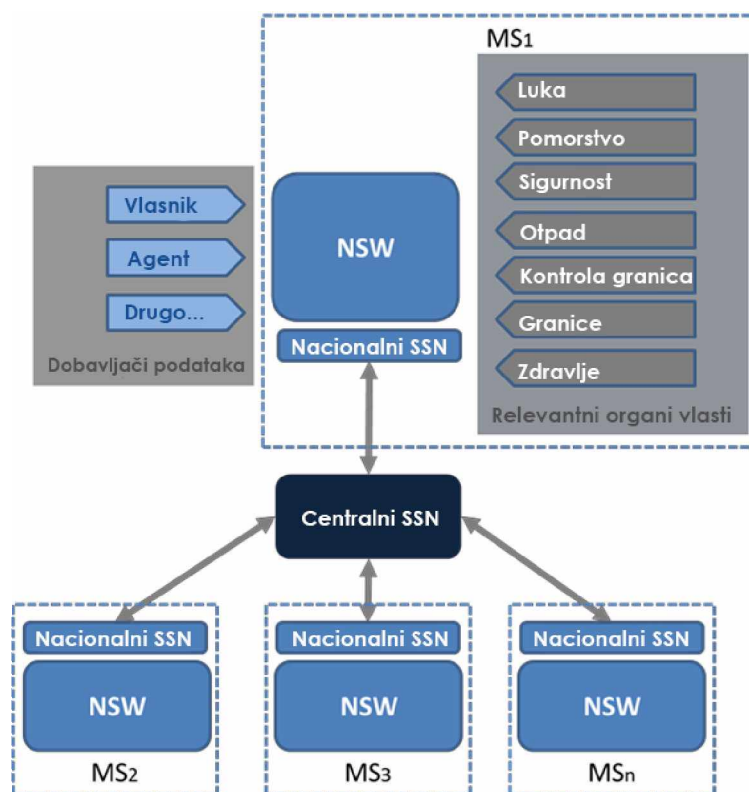 MS1
Luka
Pomorstvo
Sigurnost
Otpad
Kontrola granica
Granice
Zdravlje
Relevantni organi vlasti
Vlasnik
Agent
Drugo...
Dobavljači podataka
NSW
Nacionalni SSN
Centralni SSN
Nacionalni SSN
NSW
MS2
Nacionalni SSN
NSW
MS3
Nacionalni SSN
NSW
MSn